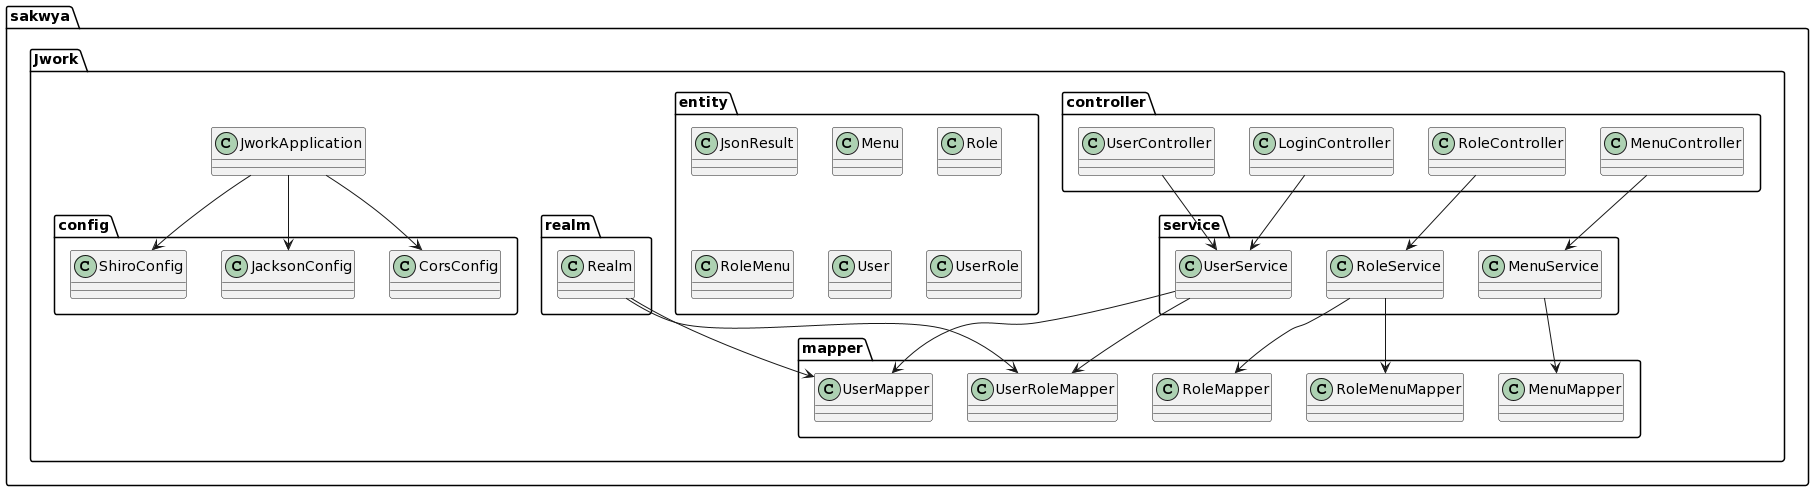 sakwya
Jwork
entity
controller
C JworkApplication
C JsonResult
C Menu
C Role
C UserController
C LoginController
C RoleController
C MenuController
config
realm
service
C ShiroConfig
C JacksonConfig
C CorsConfig
C Realm
C RoleMenu
C User
C UserRole
C UserService
C RoleService
C MenuService
mapper
C UserMapper
C UserRoleMapper
C RoleMapper
C RoleMenuMapper
C MenuMapper